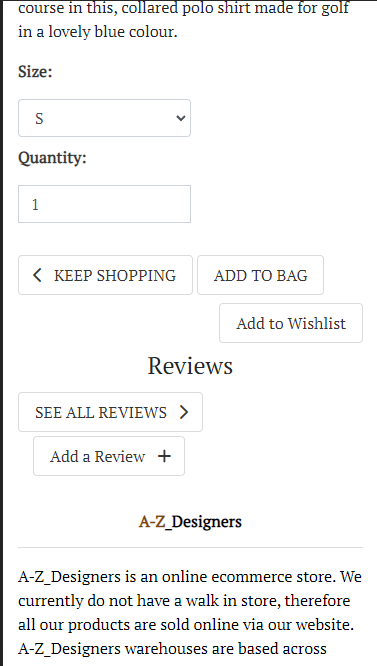 course in this, collared polo shirt made for golf
in a lovely blue colour.
Size:
S
Quantity:
1
KEEP SHOPPING
ADD TO BAG
Add to Wishlist
Reviews
SEE ALL REVIEWS
Add a Review
A-Z_Designers
A-Z_Designers is an online ecommerce store. We
currently do not have a walk in store, therefore
all our products are sold online via our website.
A-Z_Designers warehouses are based across